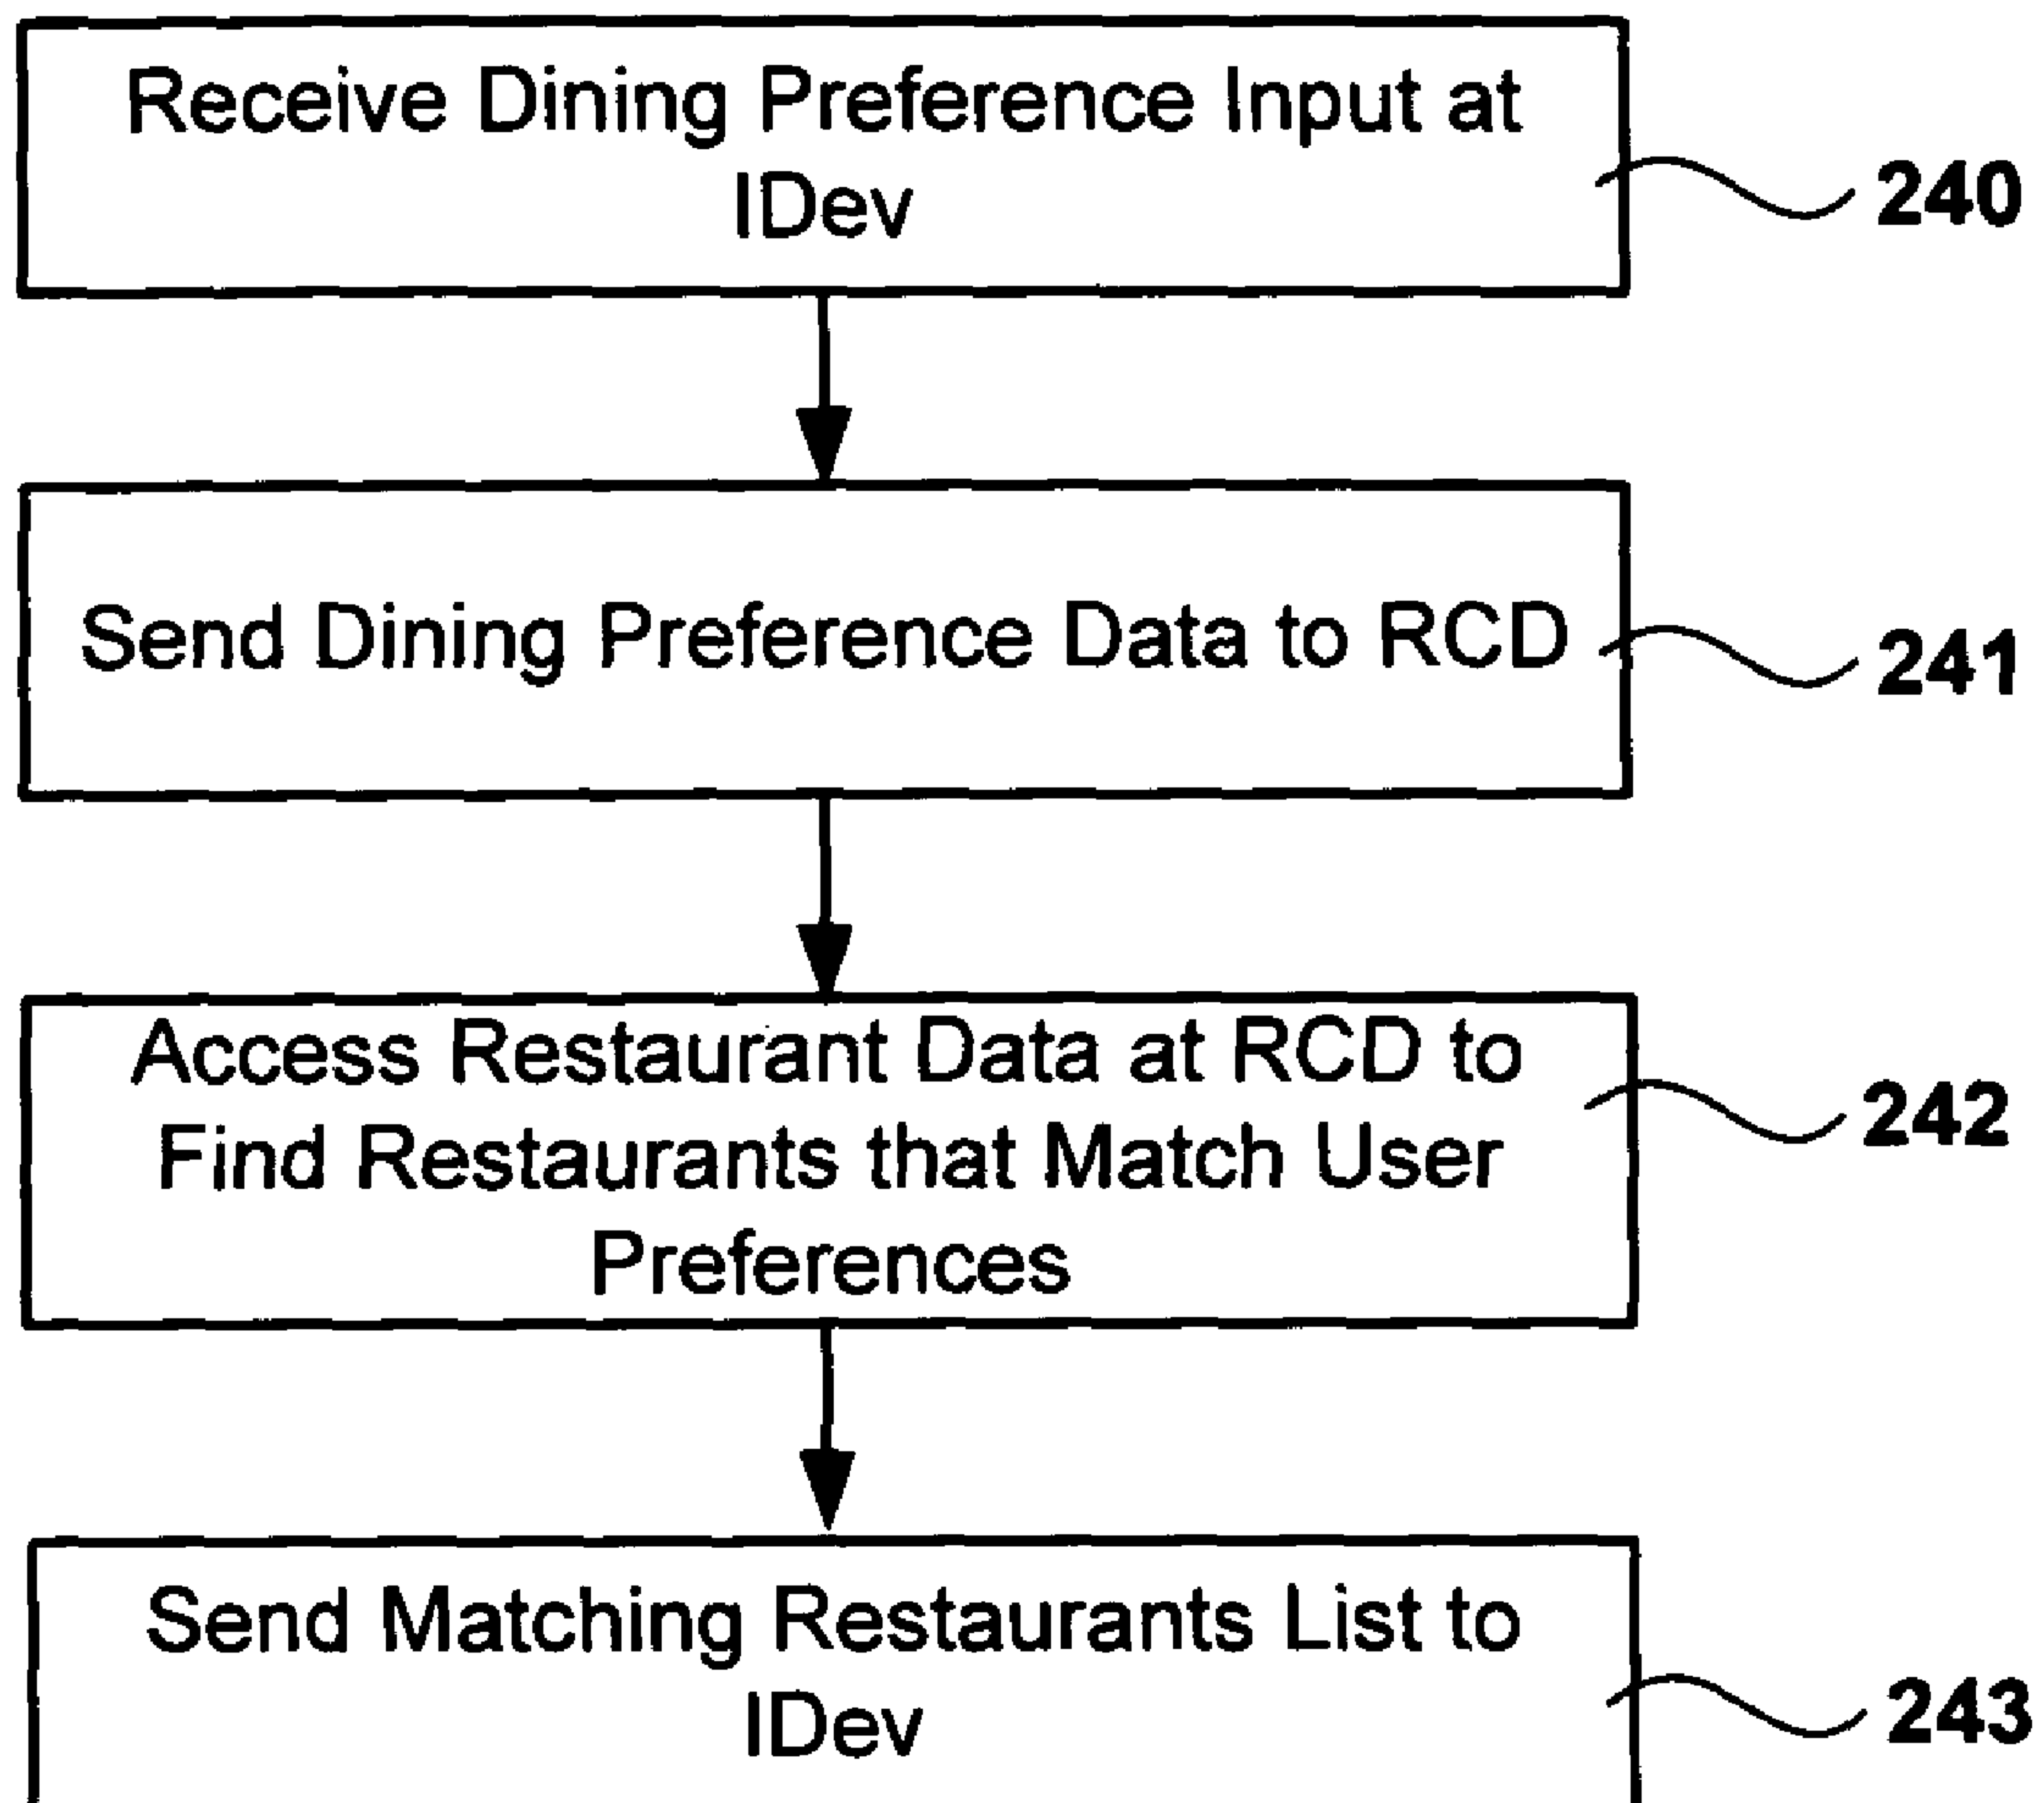 Receive Dining Preference Input at
IDev
240
Send Dining Preference Data to RCD
241
Access Restaurant Data at RCD to
Find Restaurants that Match User
Preferences
242
Send Matching Restaurants List to
IDev
243